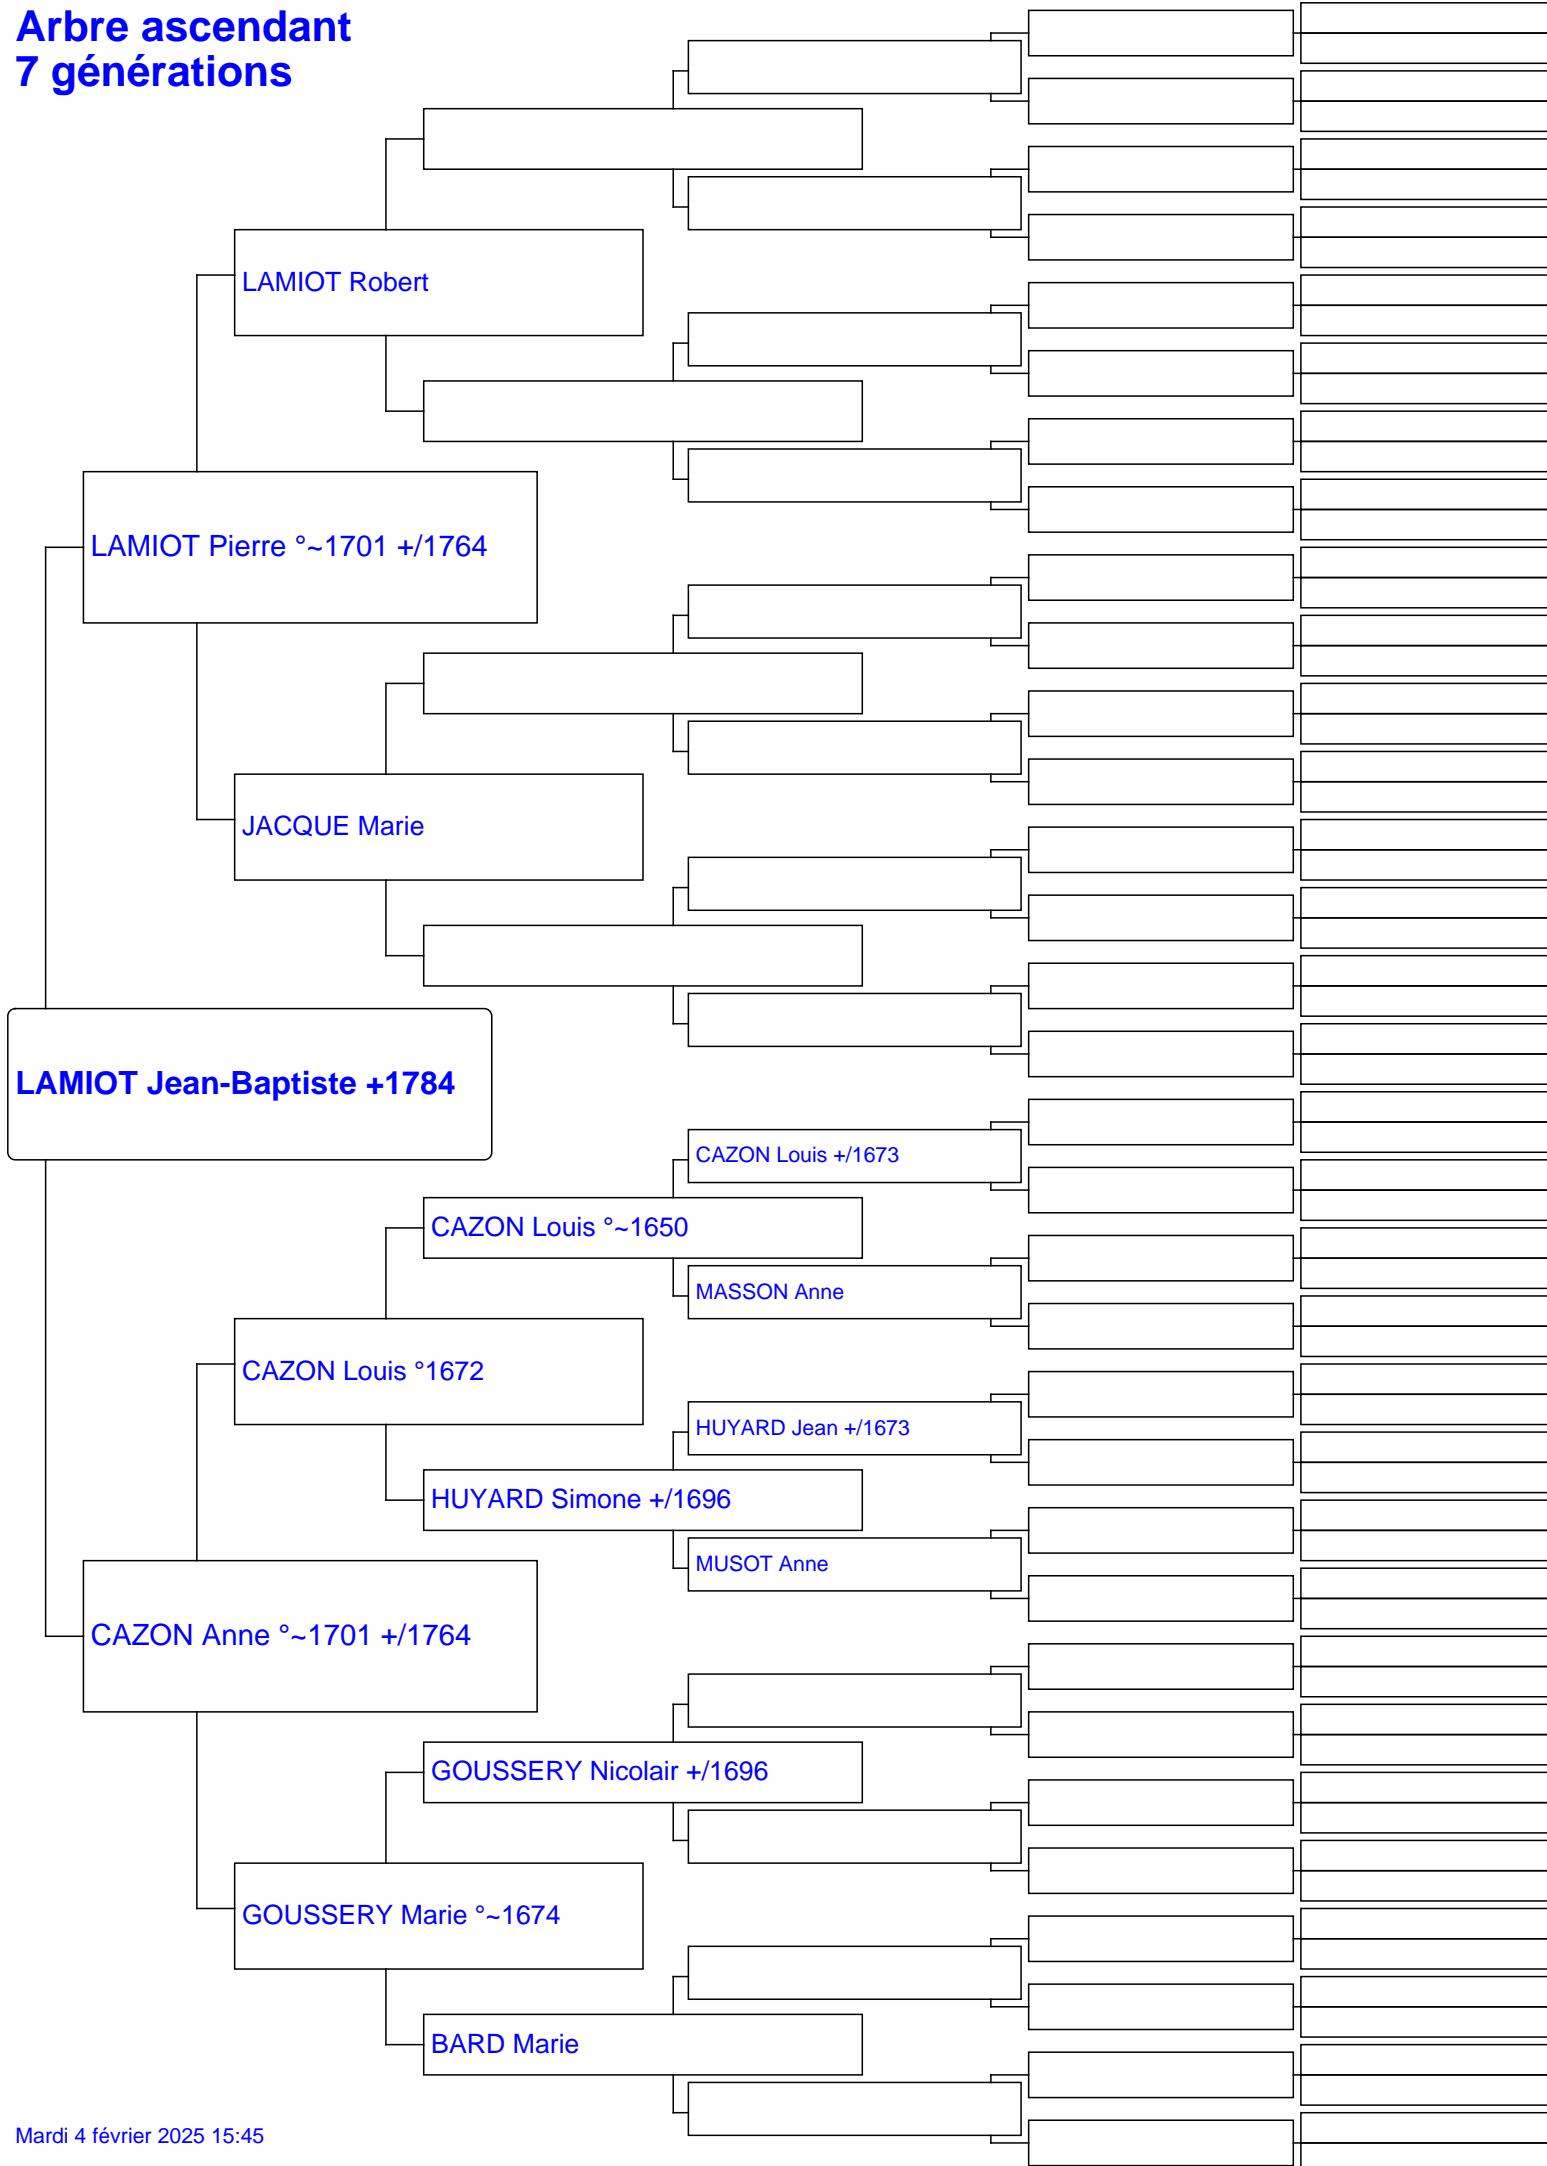 Arbre ascendant
7 générations
LAMIOT Robert
LAMIOT Pierre °~1701 +/1764
JACQUE Marie
LAMIOT Jean-Baptiste +1784
CAZON Louis +/1673
CAZON Louis °~1650
MASSON Anne
CAZON Louis °1672
HUYARD Jean +/1673
HUYARD Simone +/1696
MUSOT Anne
CAZON Anne °~1701 +/1764
GOUSSERY Nicolair +/1696
GOUSSERY Marie °~1674
BARD Marie
Mardi 4 février 2025 15:45